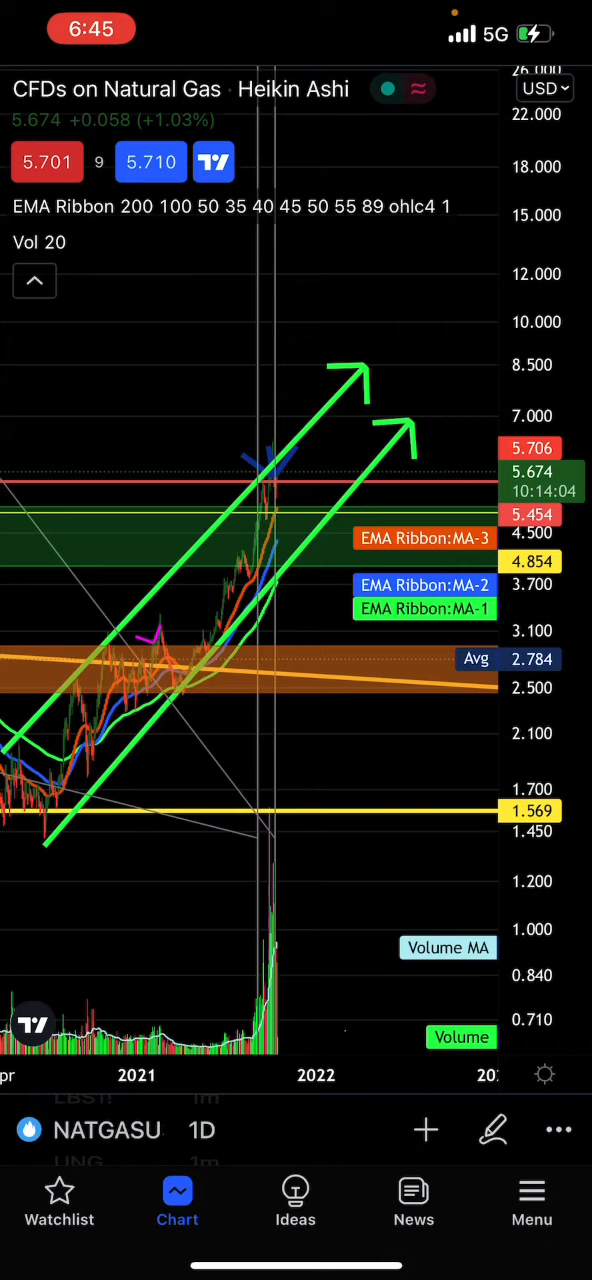 6:45
5G
CFDs on Natural Gas · Heikin Ashi
USD
26.000
5.674 +0.058 (+1.03%)
22.000
5.701 9 5.710
18.000
EMA Ribbon 200 100 50 35 40 45 50 55 89 ohlc4 1
15.000
Vol 20
12.000
10.000
8.500
7.000
5.706
5.674
10:14:04
5.454
4.500
EMA Ribbon:MA-3
4.854
EMA Ribbon:MA-2
3.700
EMA Ribbon:MA-1
3.100
Avg 2.784
2.500
2.100
1.700
1.569
1.450
1.200
1.000
Volume MA
0.840
0.710
Volume
pr 2021 2022 20
LBS1! 1m
NATGASU 1D
UNG 1m
Watchlist Chart Ideas News Menu